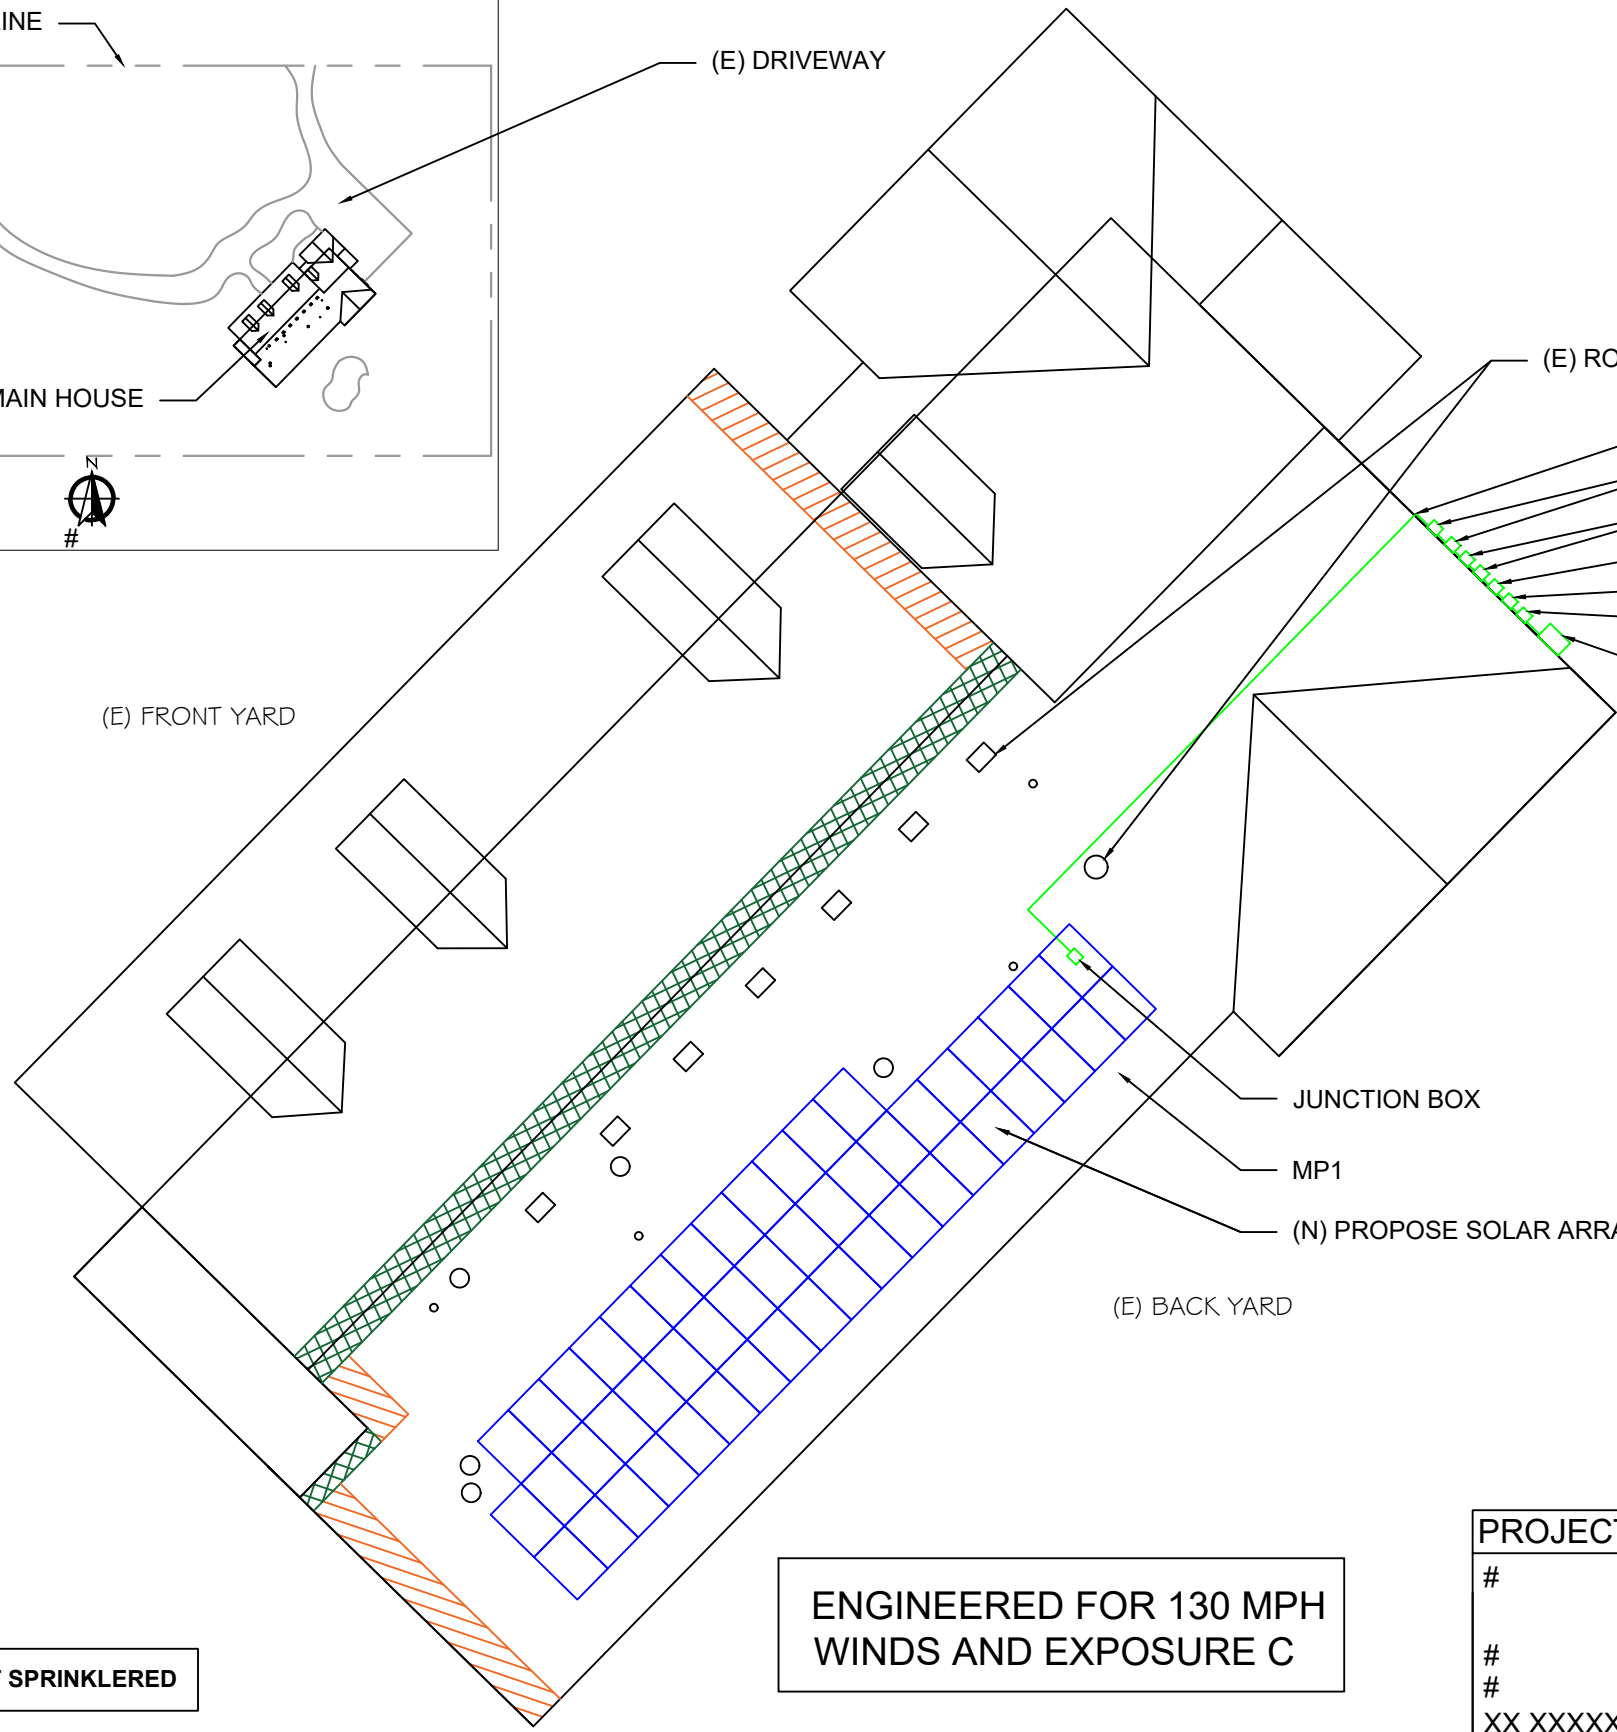 INE
(E) DRIVEWAY
MAIN HOUSE
N
#
(E) RO
(E) FRONT YARD
JUNCTION BOX
MP1
(N) PROPOSE SOLAR ARRA
(E) BACK YARD
ENGINEERED FOR 130 MPH
WINDS AND EXPOSURE C
SPRINKLERED
PROJECT
#
#
#
XX XXXXX